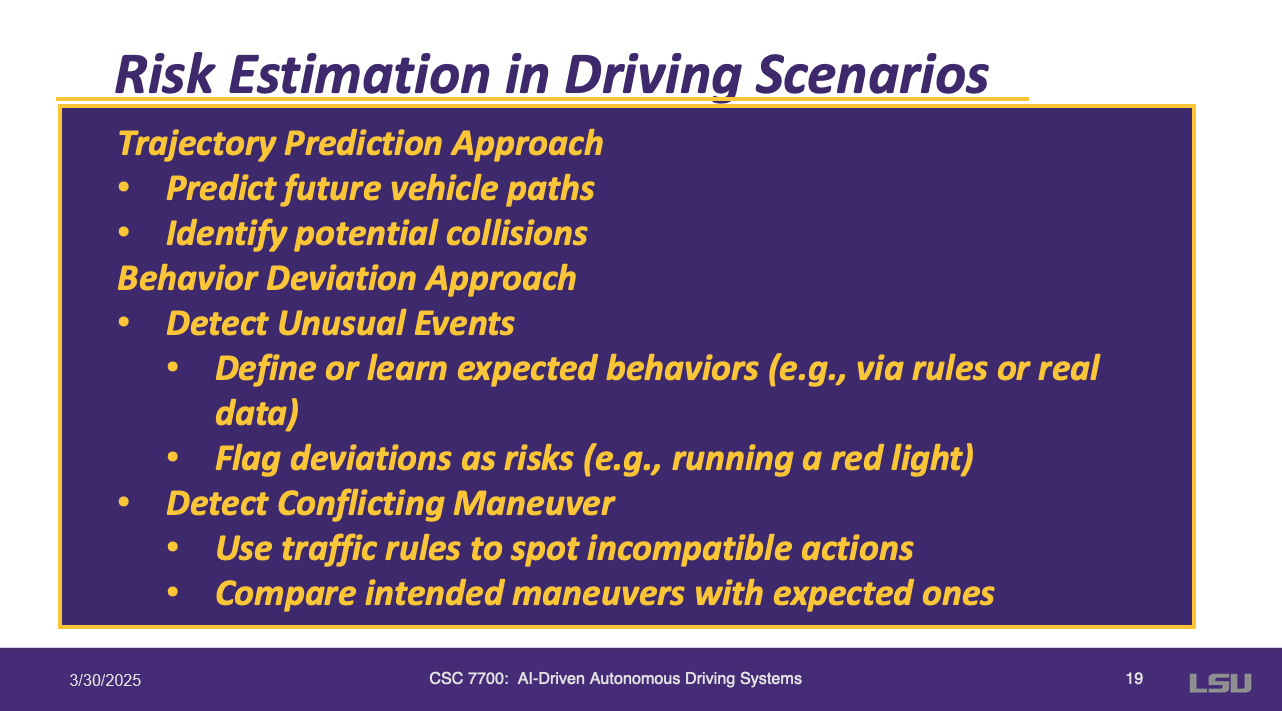 Risk Estimation in Driving Scenarios
Trajectory Prediction Approach
• Predict future vehicle paths
• Identify potential collisions
Behavior Deviation Approach
• Detect Unusual Events
• Define or learn expected behaviors (e.g., via rules or real
data)
• Flag deviations as risks (e.g., running a red light)
• Detect Conflicting Maneuver
• Use traffic rules to spot incompatible actions
• Compare intended maneuvers with expected ones
3/30/2025
CSC 7700: AI-Driven Autonomous Driving Systems
19
LSU